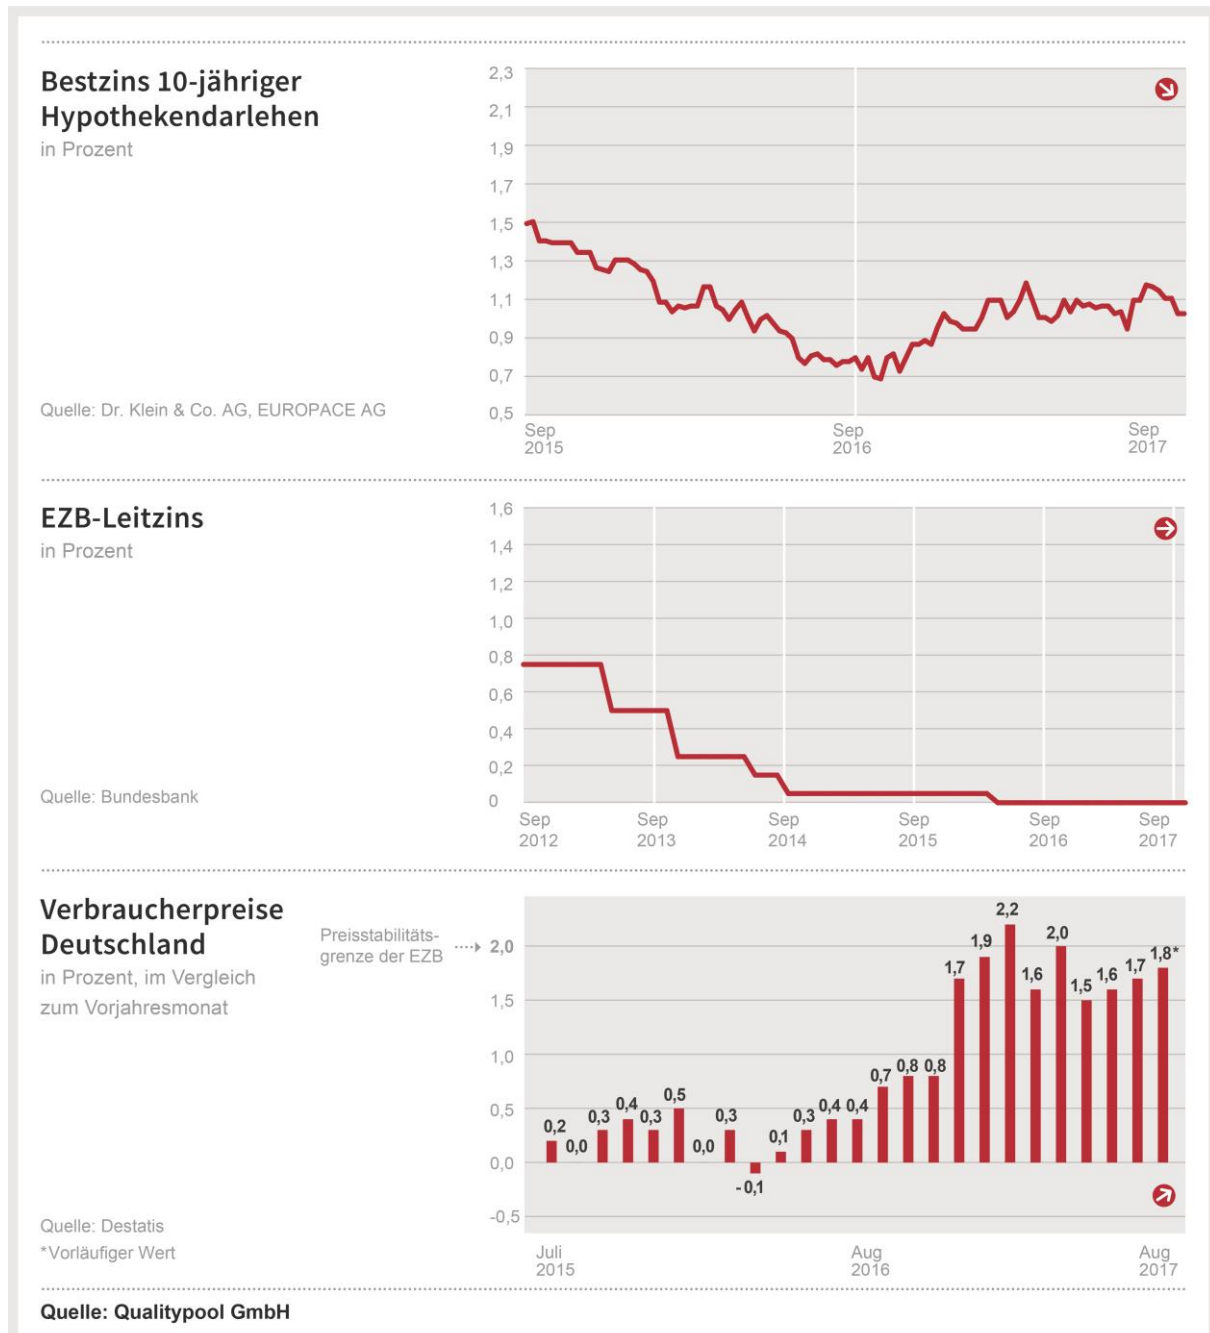 Bestzins 10-jähriger
Hypothekendarlehen
in Prozent
Quelle: Dr. Klein & Co. AG, EUROPACE AG
2,3
2,1
1,9
1,7
1,5
1,3
1,1
0,9
0,7
0,5
Sep Sep Sep
2015 2016 2017
EZB-Leitzins
in Prozent
Quelle: Bundesbank
1,6
1,4
1,2
1,0
0,8
0,6
0,4
0,2
0
Sep Sep Sep Sep Sep Sep
2012 2013 2014 2015 2016 2017
Verbraucherpreise
Deutschland
in Prozent, im Vergleich
zum Vorjahresmonat
Preisstabilitäts-
grenze der EZB
2,0
1,5
1,0
0,5
0,0
-0,5
0,2 0,0 0,3 0,4 0,3 0,5 0,0 0,3 -0,1 0,1 0,3 0,4 0,4 0,7 0,8 0,8 1,7 1,9 2,2 1,6 2,0 1,5 1,6 1,7 1,8*
Juli Aug Aug
2015 2016 2017
Quelle: Destatis
*Vorläufiger Wert
Quelle: Qualitypool GmbH